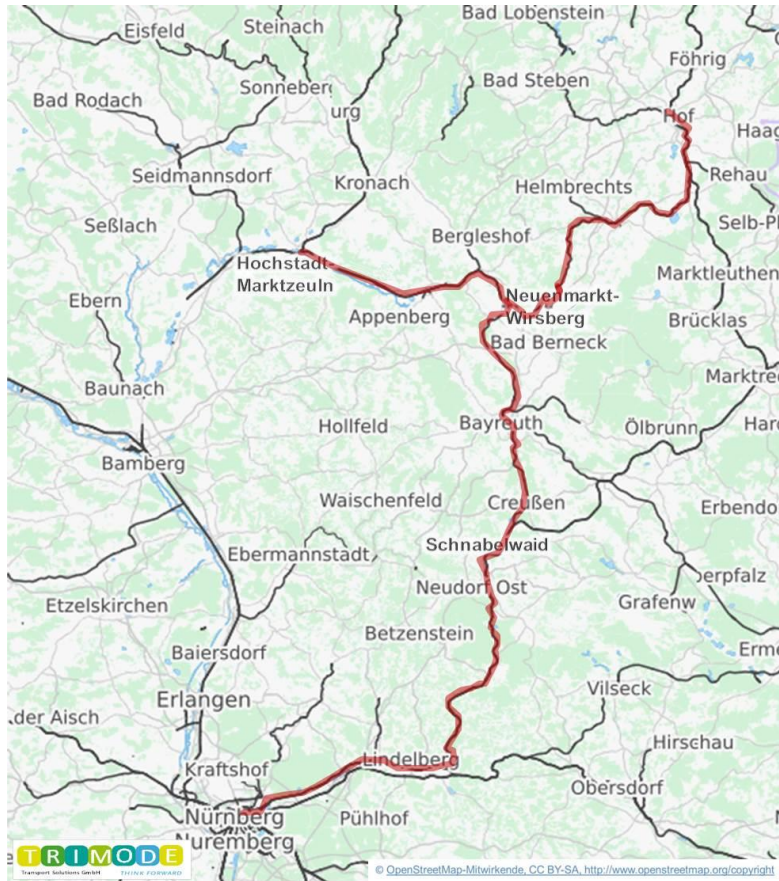 Bad Lobenstein
Eisfeld
Steinach
Föhrig
Bad Steben
Sonneberg
Bad Rodach
urg
Hof
Haag
Seidmannsdorf
Kronach
Helmbrechts
Rehau
Seßlach
Bergleshof
Selb-Pl
Hochstadt-
Marktzeuln
Marktleuthen
Ebern
Neuenmarkt-
Wirsberg
Appenberg
Brücklas
Bad Berneck
Baunach
Marktre
Hollfeld
Bayreuth
Ölbrunn
Hard
Bamberg
Waischenfeld
Creußen
Erbendo
Ebermannstadt
Schnabelwaid
Neudorf Ost
berpfalz
Etzelskirchen
Grafenw
Betzenstein
Baiersdorf
Erme
Vilseck
Erlangen
der Aisch
Hirschau
Lindelberg
Kraftshof
Obersdorf
Nürnberg
Pühlhof
Nuremberg
TRIMODE
Transport Solutions GmbH THINK FORWARD
© OpenStreetMap-Mitwirkende, CC BY-SA, http://www.openstreetmap.org/copyright